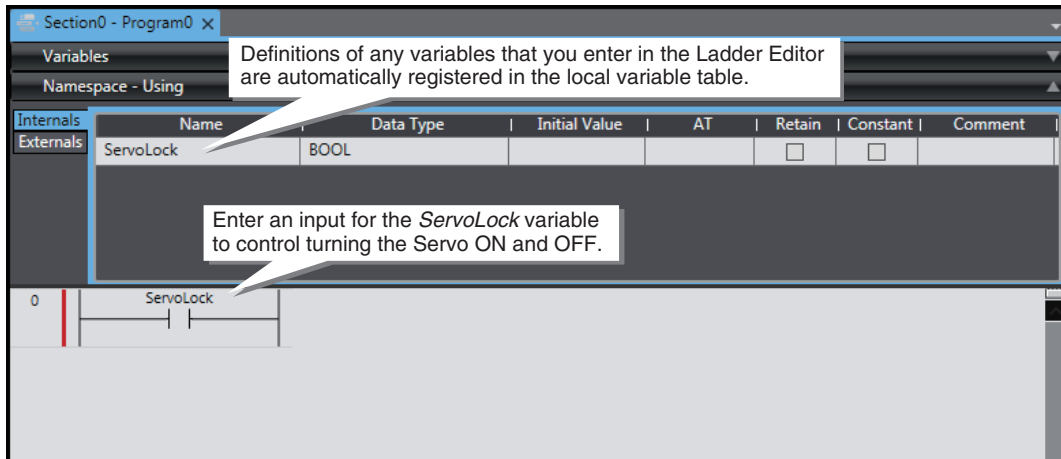 Section0 - Program0
Variables
Definitions of any variables that you enter in the Ladder Editor
are automatically registered in the local variable table.
Namespace - Using
Internals
Externals
Name Data Type Initial Value AT Retain Constant Comment
ServoLock BOOL
Enter an input for the ServoLock variable
to control turning the Servo ON and OFF.
0
ServoLock